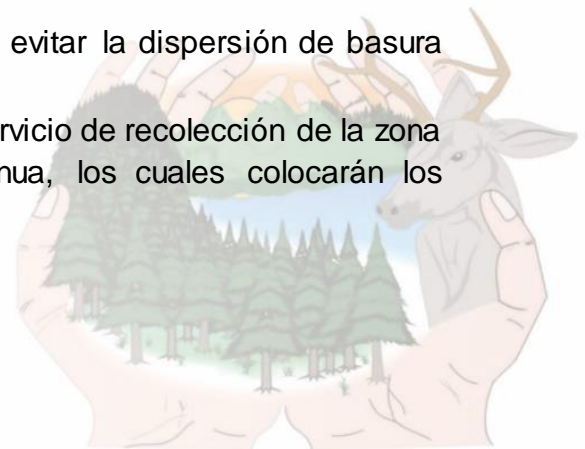 evitar la dispersión de basura
rvicio de recolección de la zona
nua, los cuales colocarán los